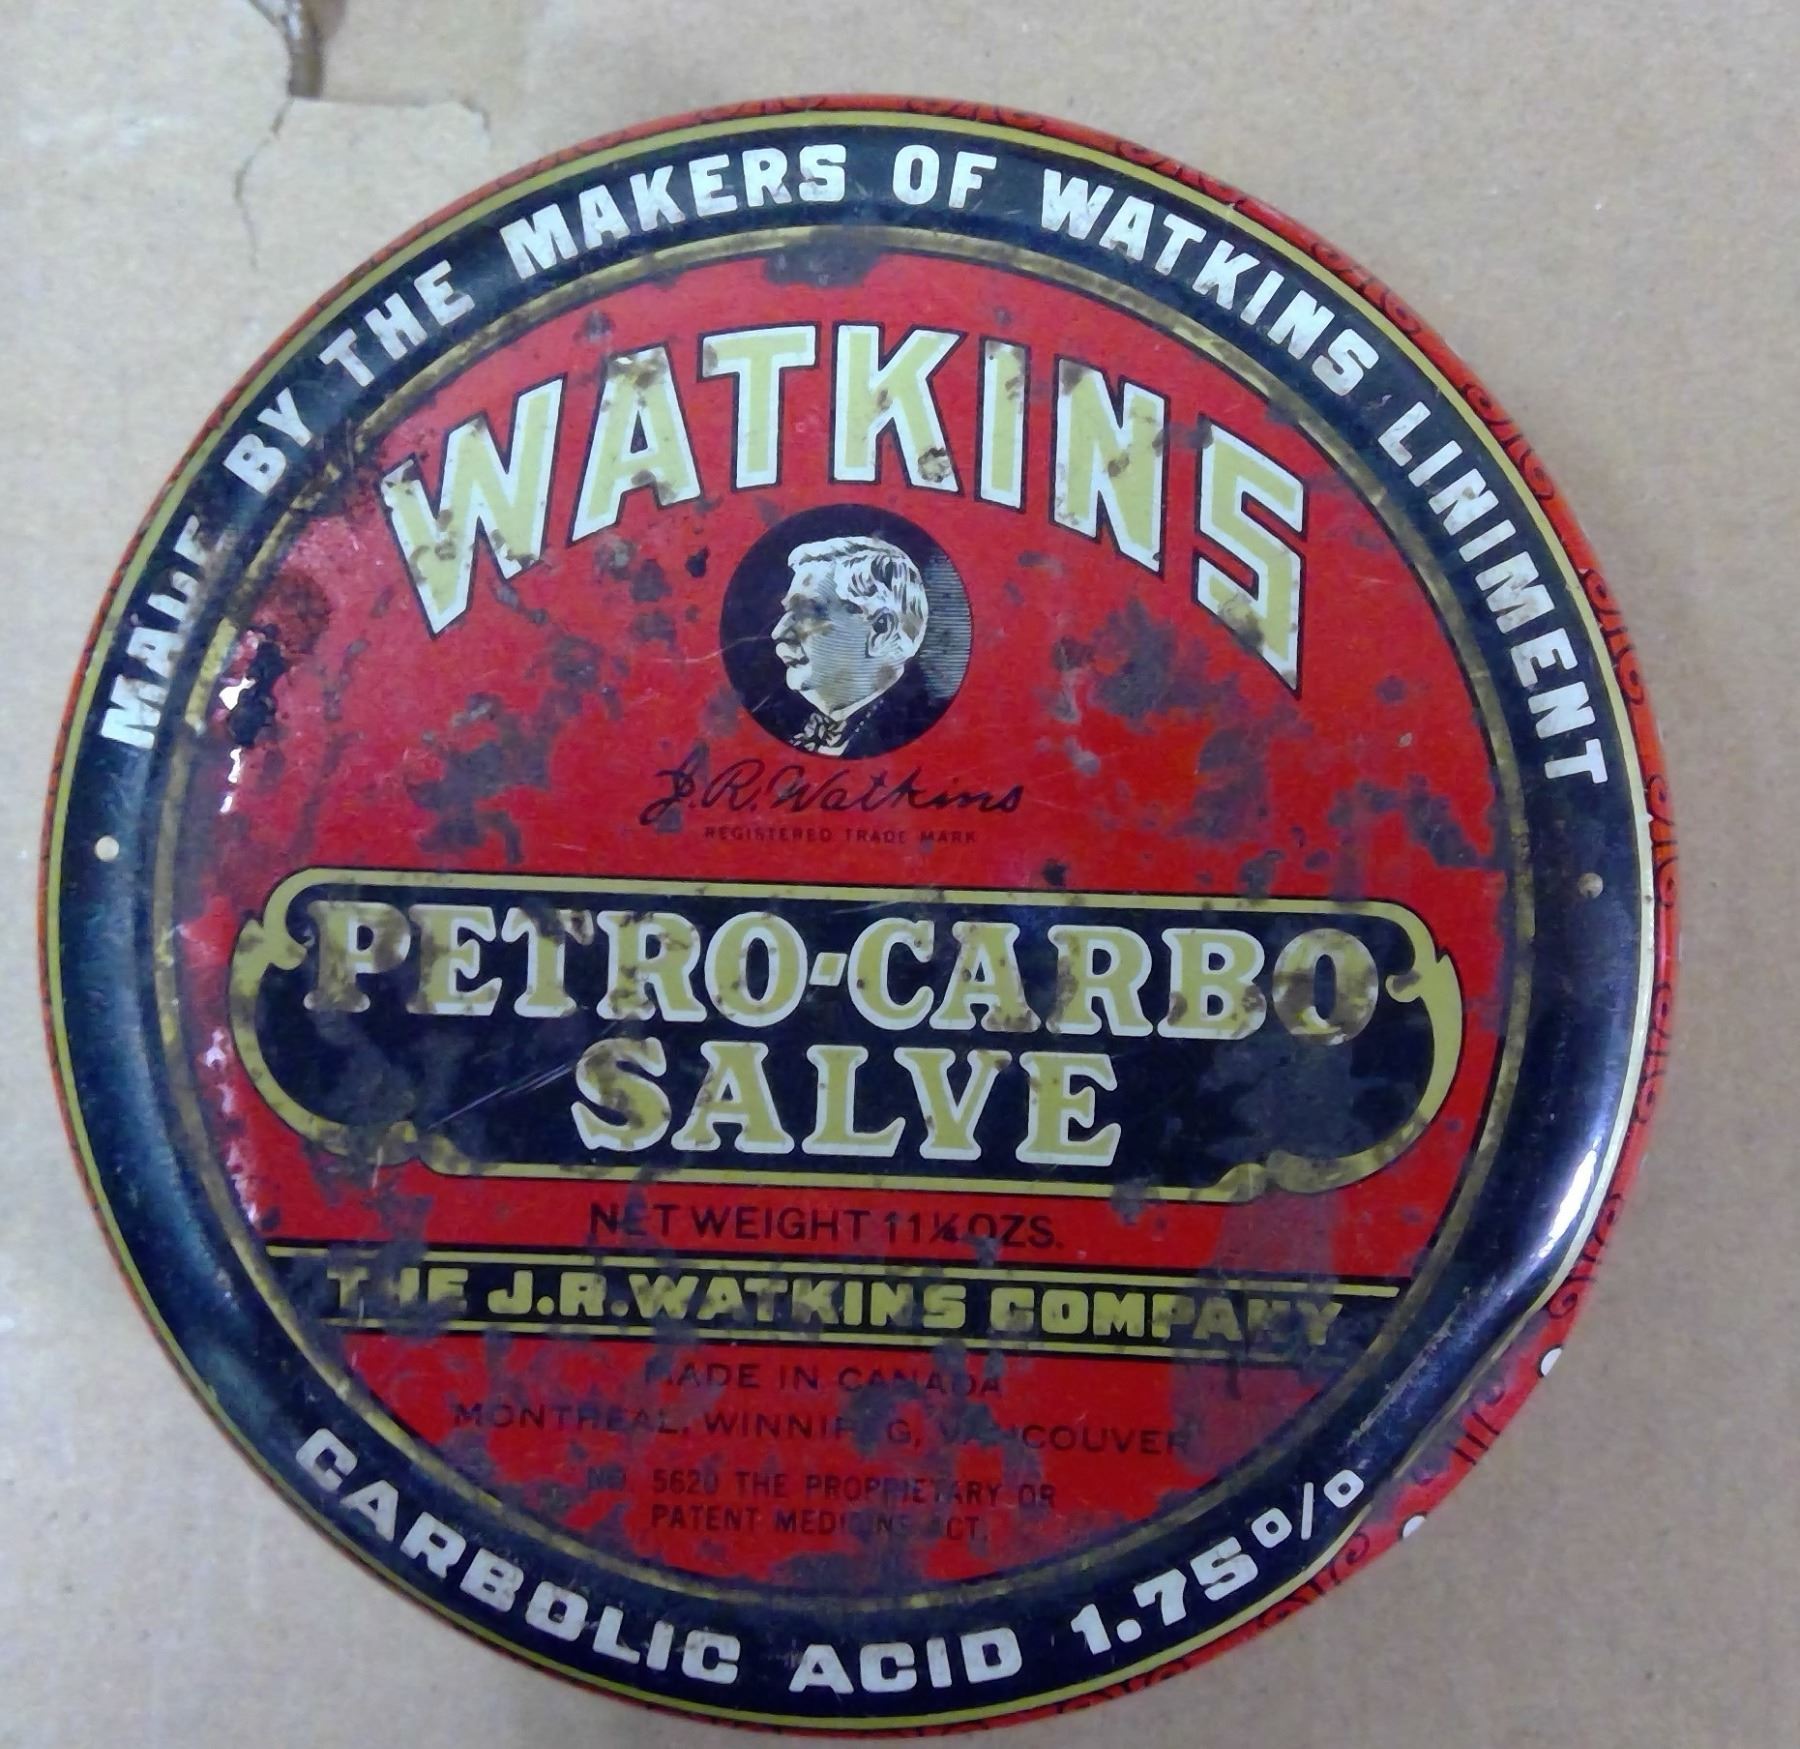 MADE BY THE MAKERS OF WATKINS LINIMENT
WATKINS
J.R. Watkins
REGISTERED TRADE MARK
PETRO-CARBO
SALVE
NET WEIGHT 11¼ OZS.
THE J.R. WATKINS COMPANY
MADE IN CANADA
MONTREAL, WINNIPEG, VANCOUVER
NO. 5620 THE PROPRIETARY OR
PATENT MEDICINE ACT.
CARBOLIC ACID 1.75%